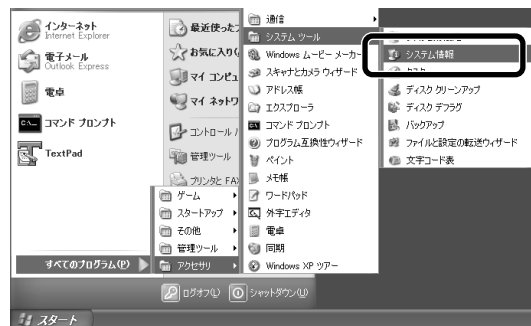 インターネット
Internet Explorer
電子メール
Outlook Express
電卓
コマンド プロンプト
TextPad
すべてのプログラム(P)
最近使った
お気に入り(
マイ コンピュ
マイ ネットワ
コントロール
管理ツール
プリンタと FA
ゲーム
スタートアップ
その他
管理ツール
アクセサリ
通信
システム ツール
Windows ムービー メーカー
スキャナとカメラ ウィザード
アドレス帳
エクスプローラ
コマンド プロンプト
プログラム互換性ウィザード
ペイント
メモ帳
ワードパッド
外字エディタ
電卓
同期
Windows XP ツアー
システム情報
ディスク クリーンアップ
ディスク デフラグ
バックアップ
ファイルと設定の転送ウィザード
文字コード表
ログオフ(L)
シャットダウン(U)
スタート